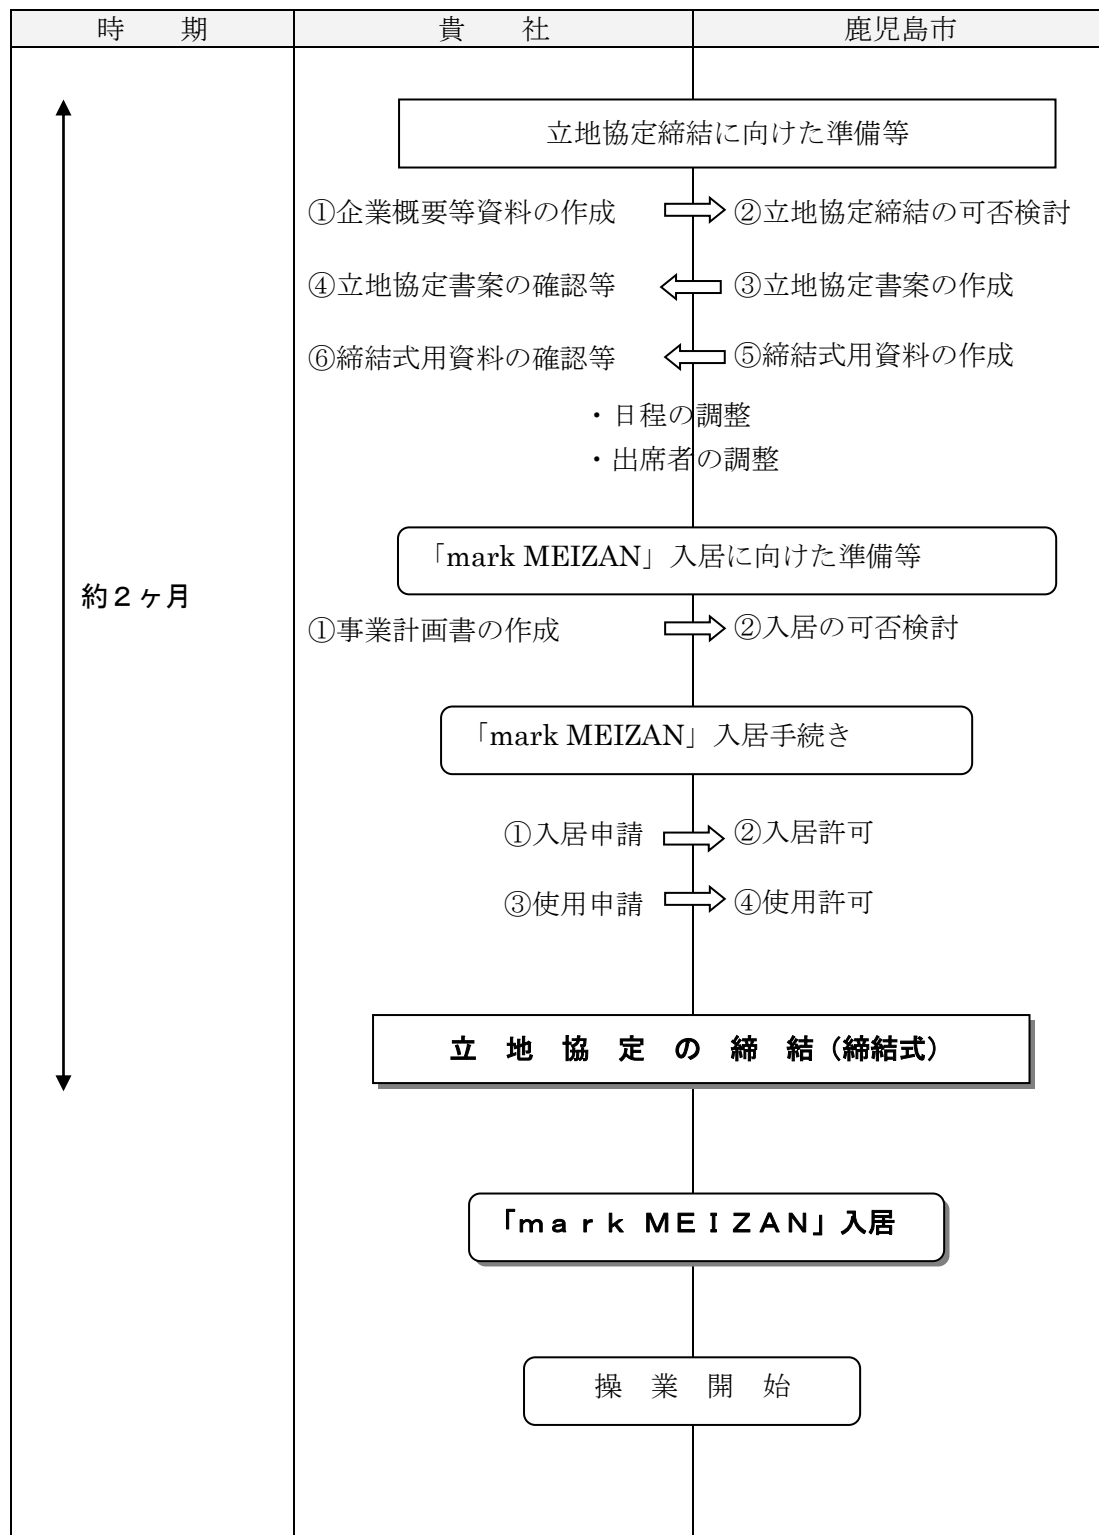 時　　期　貴　　社　鹿児島市
立地協定締結に向けた準備等
①企業概要等資料の作成　②立地協定締結の可否検討
④立地協定書案の確認等　③立地協定書案の作成
⑥締結式用資料の確認等　⑤締結式用資料の作成
・日程の調整
・出席者の調整
「mark MEIZAN」入居に向けた準備等
約２ヶ月
①事業計画書の作成　②入居の可否検討
「mark MEIZAN」入居手続き
①入居申請　②入居許可
③使用申請　④使用許可
立　地　協　定　の　締　結（締結式）
「ｍａｒｋ　ＭＥＩＺＡＮ」入居
操　業　開　始